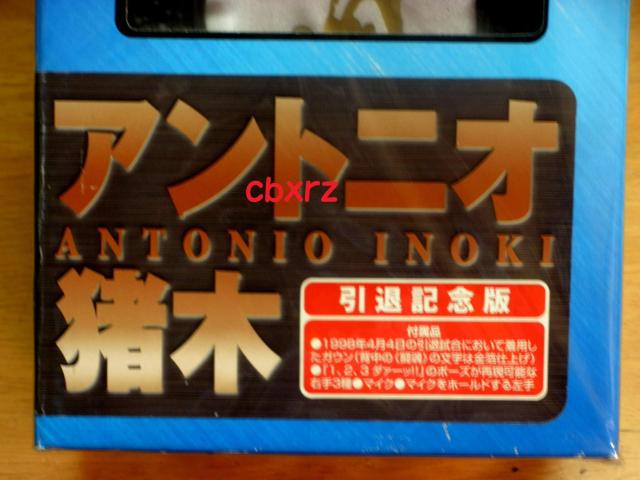 アントニオ
cbxrz
ANTONIO INOKI
猪木
引退記念版
付属品
●1998年4月4日の引退試合において着用し
たガウン(背中の《闘魂》の文字は金箔仕上げ)
●「1、2、3 ダァーッ!!」のポーズが再現可能な
右手3種●マイク●マイクをホールドする左手